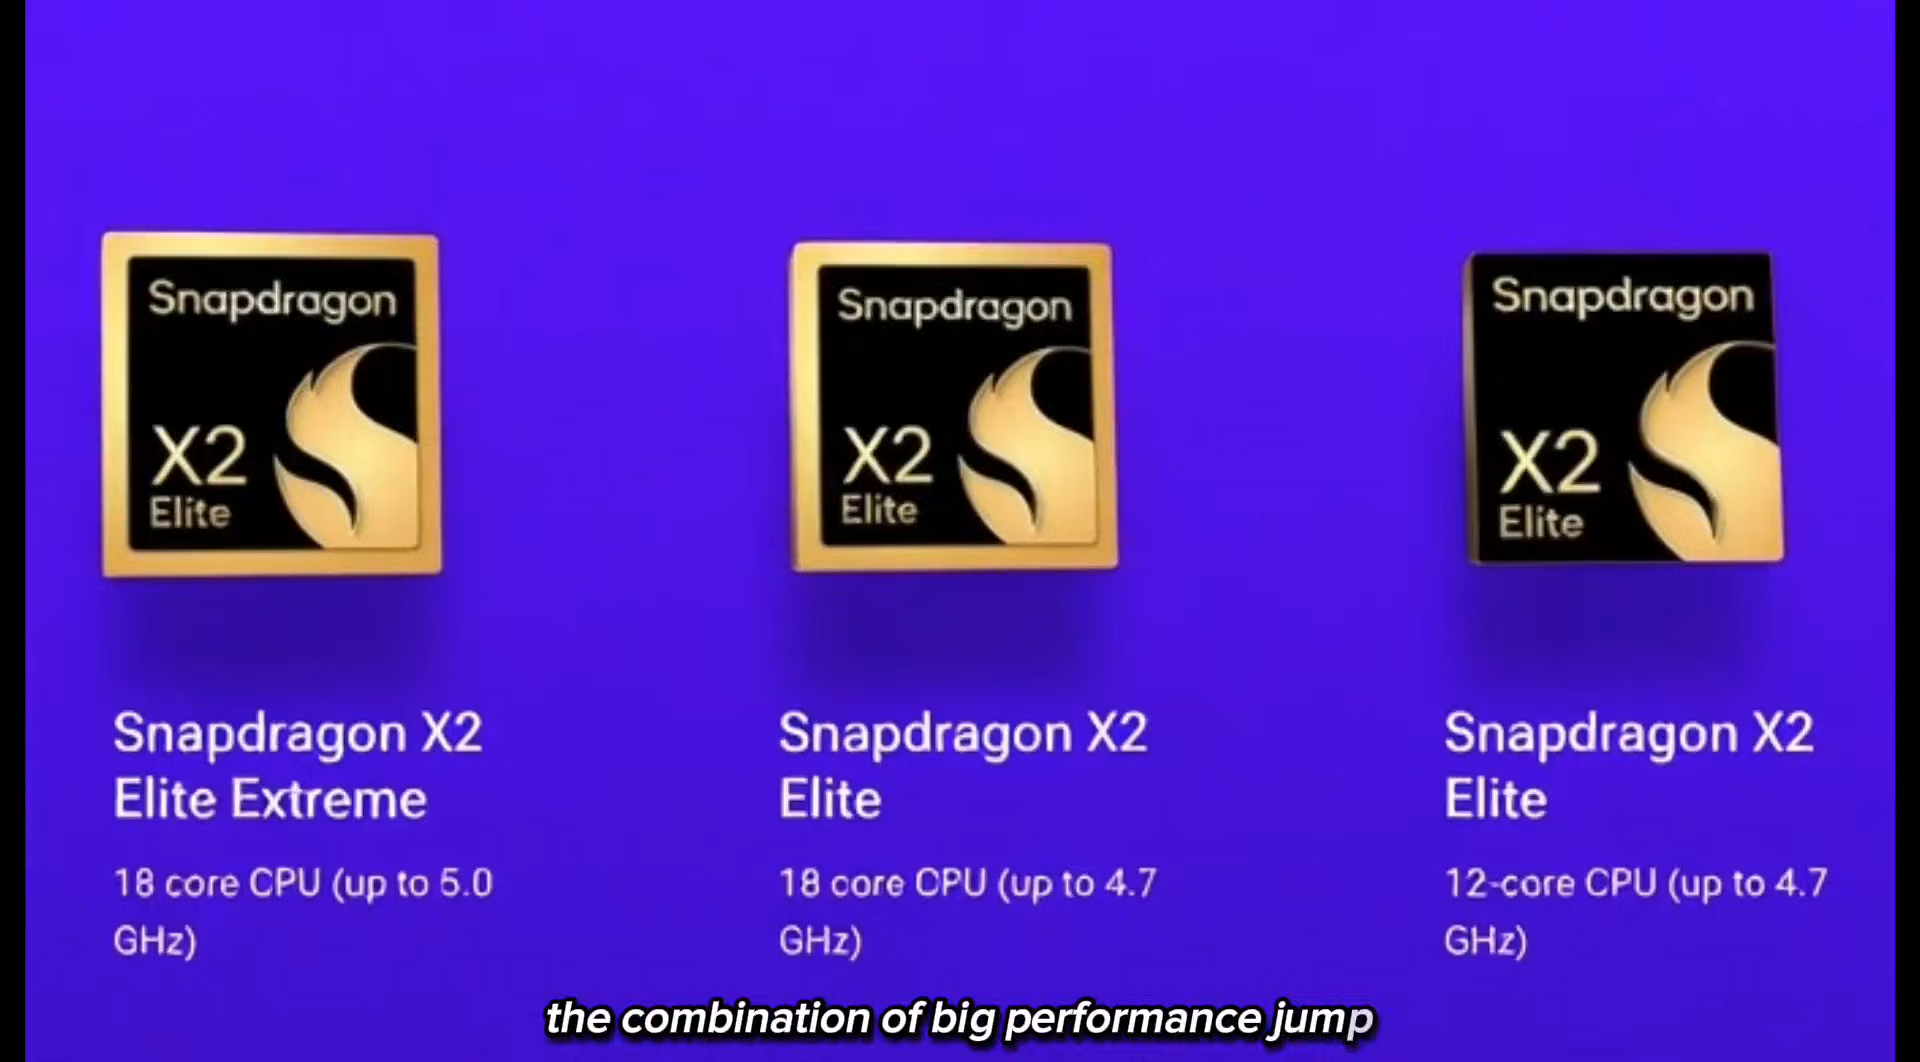 Snapdragon
X2
Elite
Snapdragon X2
Elite Extreme
18 core CPU (up to 5.0
GHz)
Snapdragon
X2
Elite
Snapdragon X2
Elite
18 core CPU (up to 4.7
GHz)
Snapdragon
X2
Elite
Snapdragon X2
Elite
12-core CPU (up to 4.7
GHz)
the combination of big performance jump